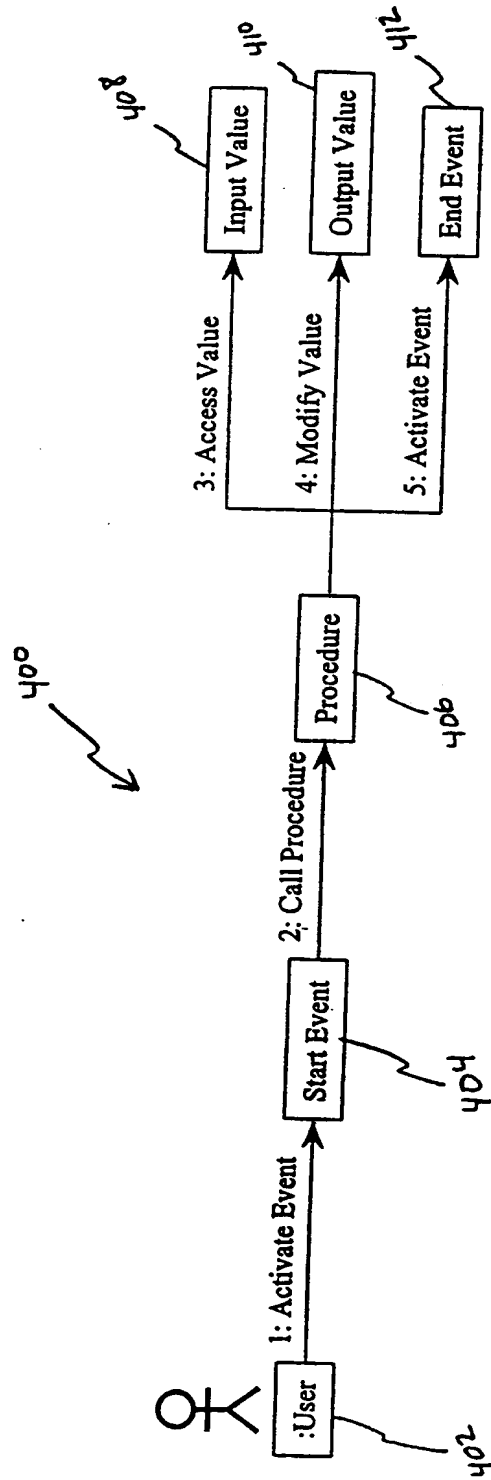 400
408
Input Value
3: Access Value
410
Output Value
4: Modify Value
412
End Event
5: Activate Event
Procedure
406
2: Call Procedure
Start Event
404
1: Activate Event
:User
402